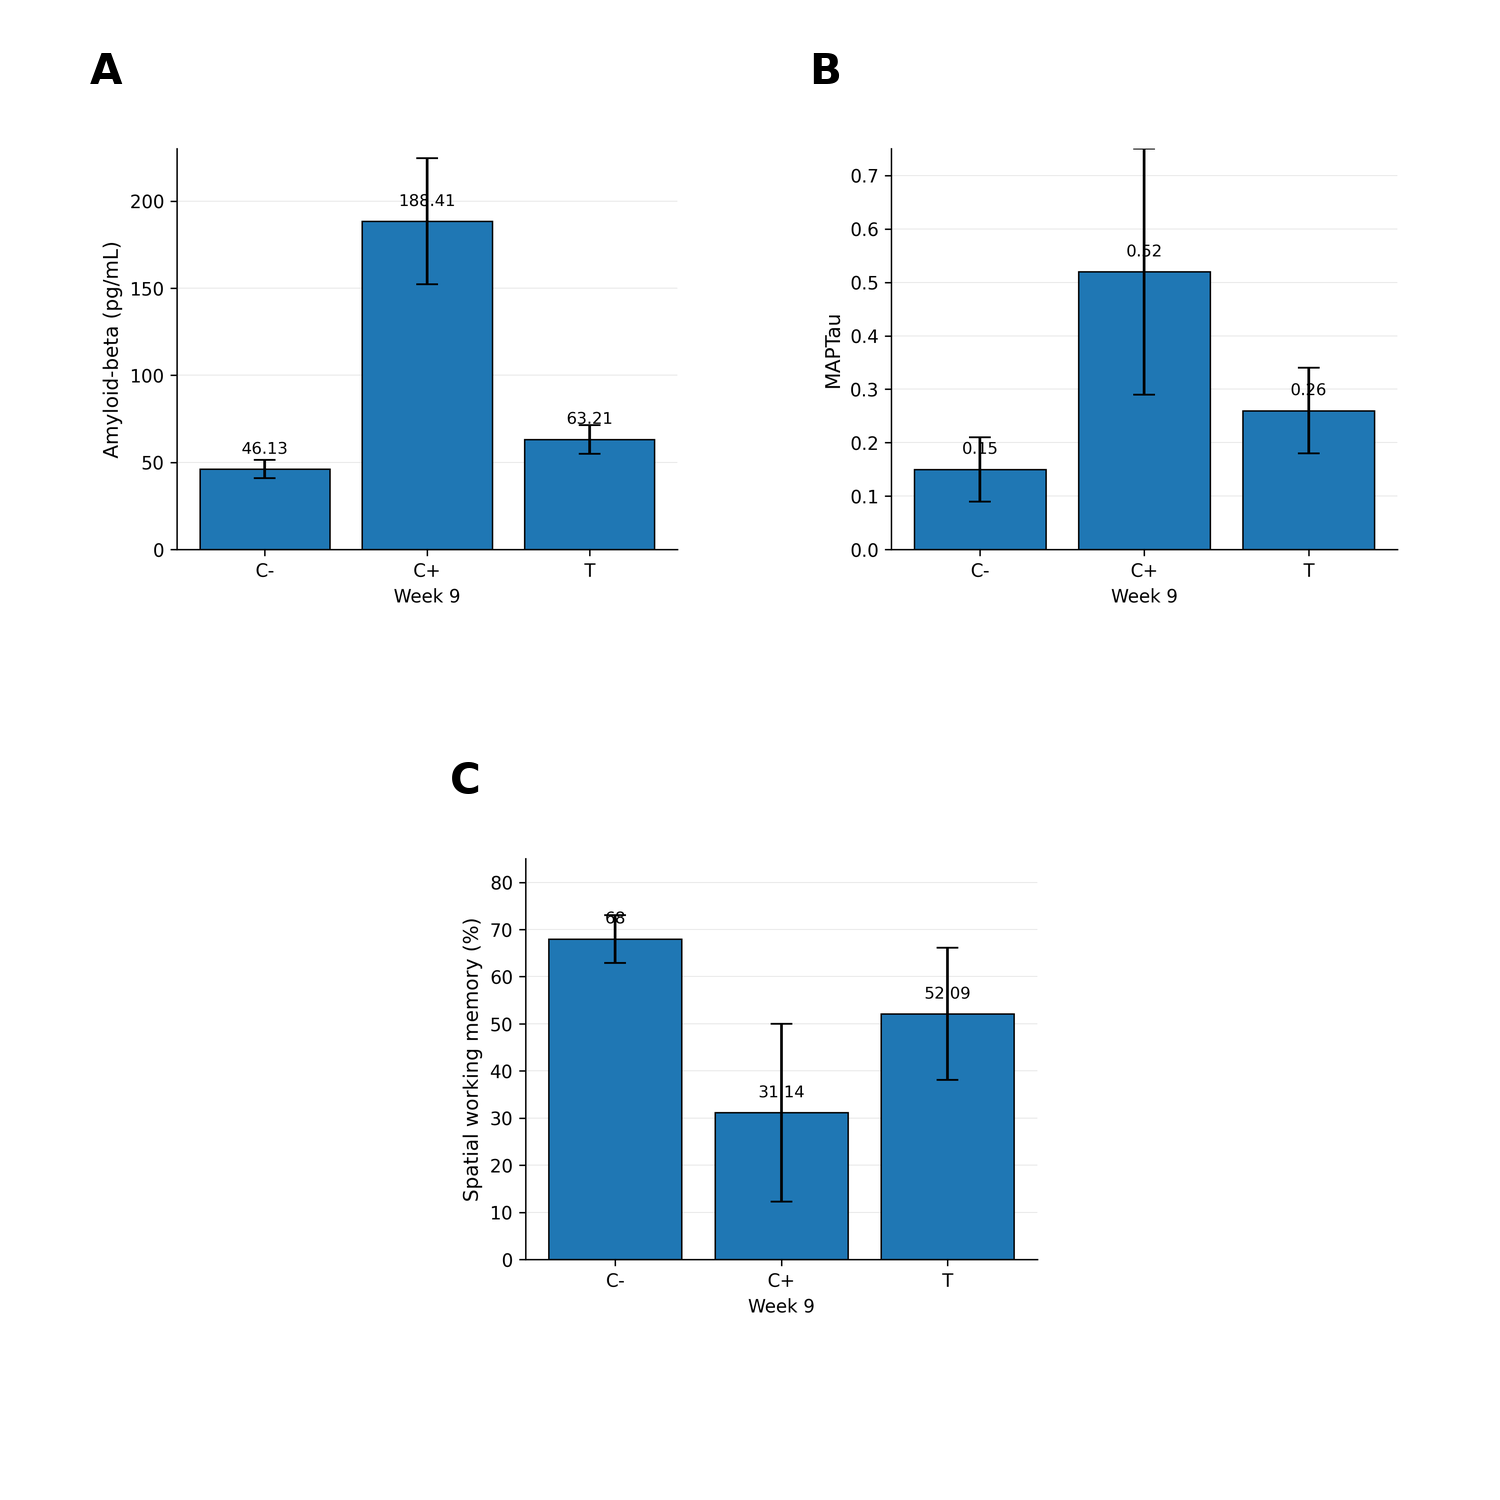 A
Amyloid-beta (pg/mL)
200
150
100
50
0
188.41
46.13
63.21
C- C+ T
Week 9
B
MAPTau
0.7
0.6
0.5
0.4
0.3
0.2
0.1
0.0
0.52
0.26
0.15
C- C+ T
Week 9
C
Spatial working memory (%)
80
70
60
50
40
30
20
10
0
68
52.09
31.14
C- C+ T
Week 9